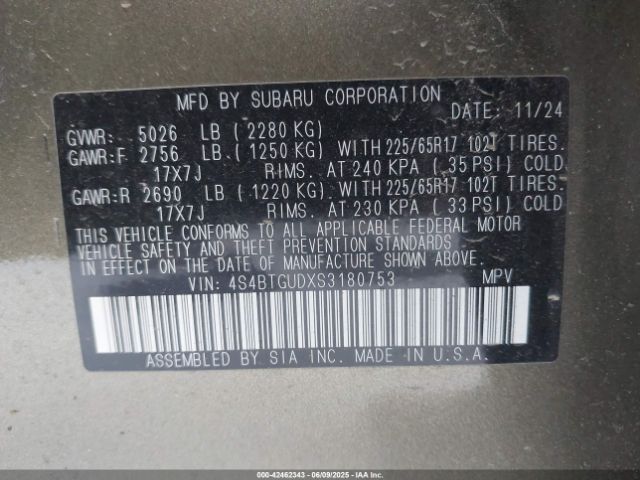 MFD BY SUBARU CORPORATION
DATE: 11/24
GVWR: 5026 LB (2280 KG)
GAWR:F 2756 LB (1250 KG) WITH 225/65R17 102T TIRES.
17X7J RIMS. AT 240 KPA (35 PSI) COLD
GAWR:R 2690 LB (1220 KG) WITH 225/65R17 102T TIRES.
17X7J RIMS. AT 230 KPA (33 PSI) COLD
THIS VEHICLE CONFORMS TO ALL APPLICABLE FEDERAL MOTOR
VEHICLE SAFETY AND THEFT PREVENTION STANDARDS
IN EFFECT ON THE DATE OF MANUFACTURE SHOWN ABOVE.
VIN: 4S4BTGUDXS3180753 MPV
ASSEMBLED BY SIA INC. MADE IN U.S.A.
000-42462343 - 06/09/2025 - IAAI.COM